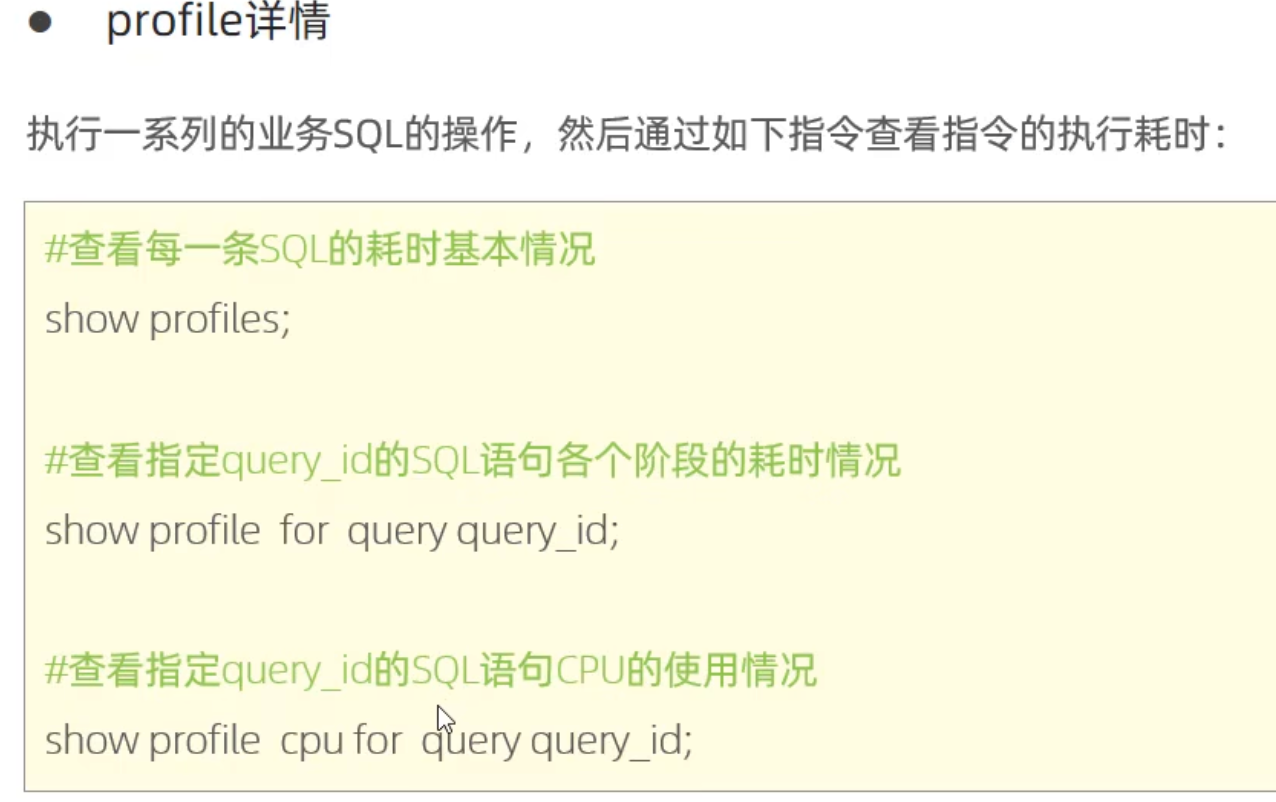 ● profile详情
执行一系列的业务SQL的操作，然后通过如下指令查看指令的执行耗时：
#查看每一条SQL的耗时基本情况
show profiles;
#查看指定query_id的SQL语句各个阶段的耗时情况
show profile for query query_id;
#查看指定query_id的SQL语句CPU的使用情况
show profile cpu for query query_id;